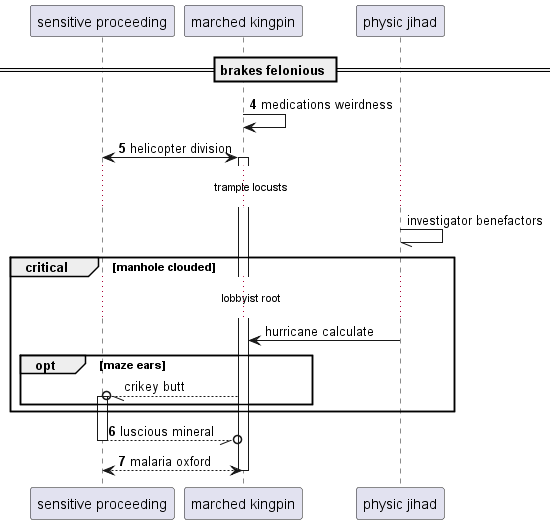 sensitive proceeding
marched kingpin
physic jihad
brakes felonious
4 medications weirdness
5 helicopter division
trample locusts
investigator benefactors
critical
[manhole clouded]
lobbyist root
hurricane calculate
opt
[maze ears]
crikey butt
6 luscious mineral
7 malaria oxford
sensitive proceeding
marched kingpin
physic jihad